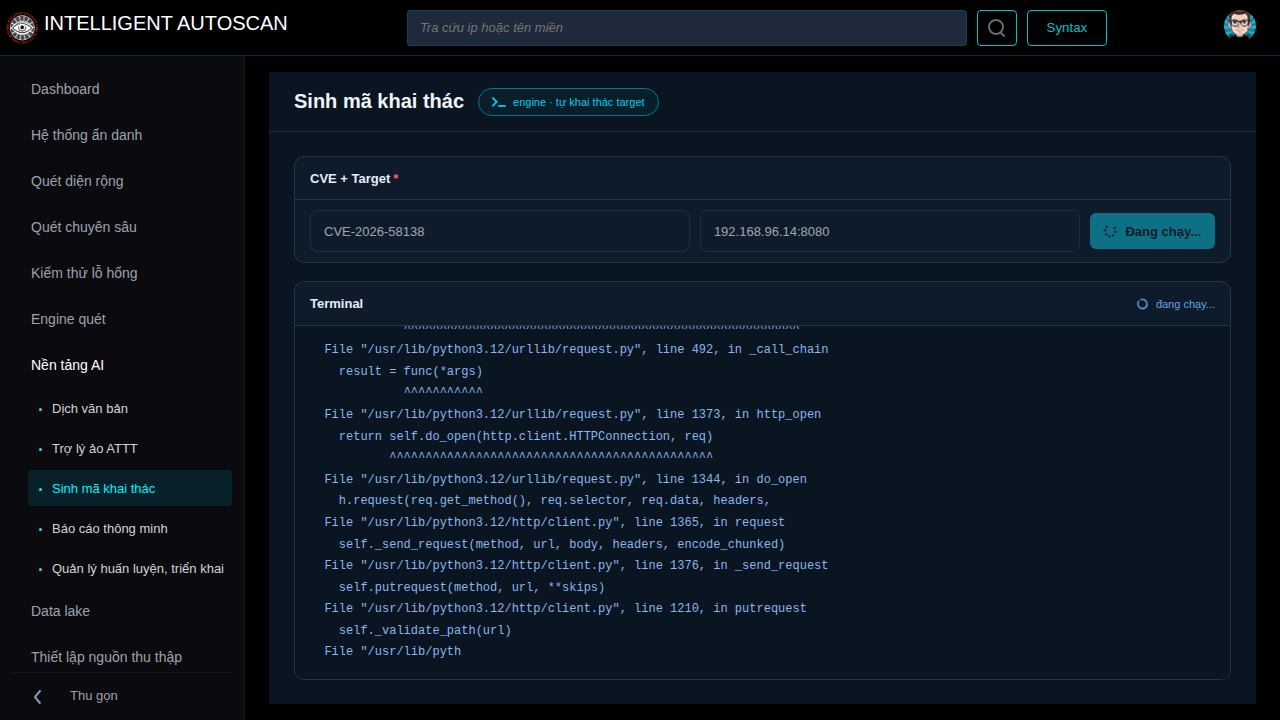 INTELLIGENT AUTOSCAN
Tra cứu ip hoặc tên miền
Syntax
Dashboard
Hệ thống ẩn danh
Quét diện rộng
Quét chuyên sâu
Kiểm thử lỗ hổng
Engine quét
Nền tảng AI
Dịch văn bản
Trợ lý ảo ATTT
Sinh mã khai thác
Báo cáo thông minh
Quản lý huấn luyện, triển khai
Data lake
Thiết lập nguồn thu thập
Thu gọn
Sinh mã khai thác
engine · tự khai thác target
CVE + Target *
CVE-2026-58138
192.168.96.14:8080
Đang chạy...
Terminal
đang chạy...
File "/usr/lib/python3.12/urllib/request.py", line 492, in _call_chain
result = func(*args)
^^^^^^^^^^^
File "/usr/lib/python3.12/urllib/request.py", line 1373, in http_open
return self.do_open(http.client.HTTPConnection, req)
^^^^^^^^^^^^^^^^^^^^^^^^^^^^^^^^^^^^^^^^^^^^^
File "/usr/lib/python3.12/urllib/request.py", line 1344, in do_open
h.request(req.get_method(), req.selector, req.data, headers,
File "/usr/lib/python3.12/http/client.py", line 1365, in request
self._send_request(method, url, body, headers, encode_chunked)
File "/usr/lib/python3.12/http/client.py", line 1376, in _send_request
self.putrequest(method, url, **skips)
File "/usr/lib/python3.12/http/client.py", line 1210, in putrequest
self._validate_path(url)
File "/usr/lib/pyth